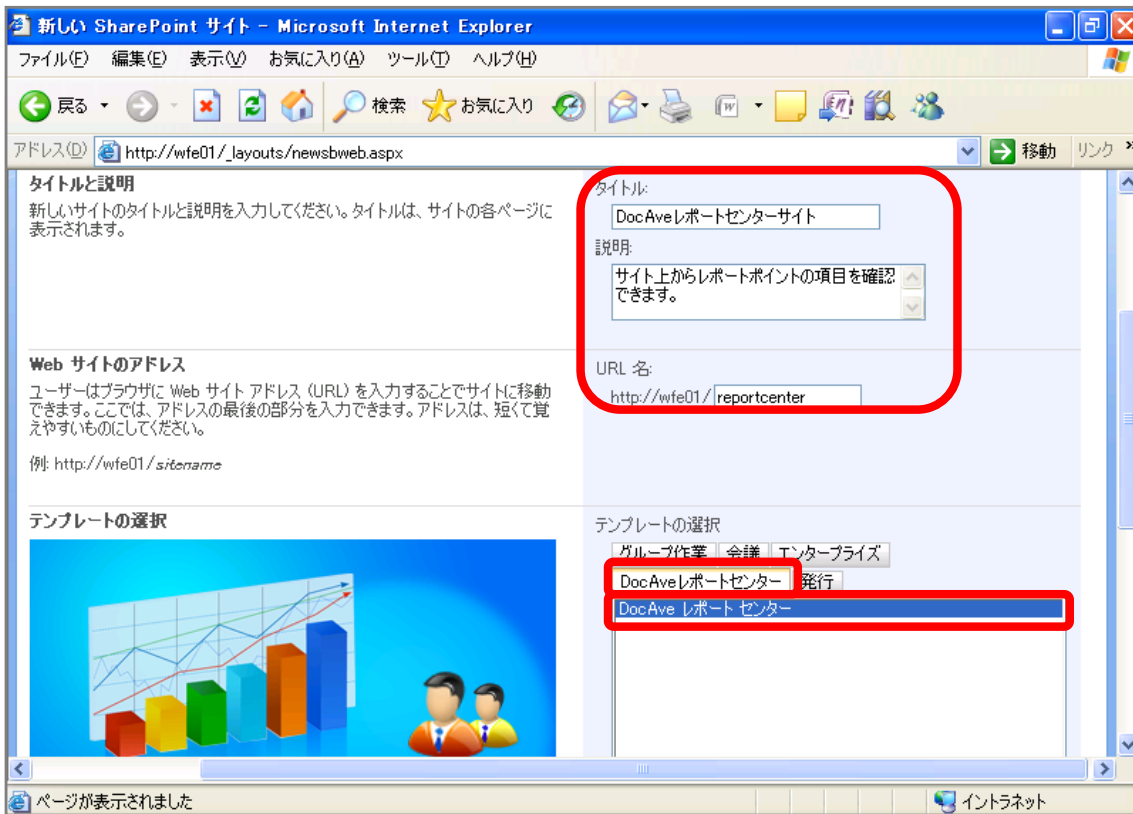 新しい SharePoint サイト - Microsoft Internet Explorer
ファイル(F) 編集(E) 表示(V) お気に入り(A) ツール(T) ヘルプ(H)
戻る 検索 お気に入り
アドレス(D) http://wfe01/_layouts/newsbweb.aspx 移動 リンク
タイトルと説明
新しいサイトのタイトルと説明を入力してください。タイトルは、サイトの各ページに
表示されます。
タイトル:
DocAveレポートセンターサイト
説明:
サイト上からレポートポイントの項目を確認
できます。
Web サイトのアドレス
ユーザーはブラウザに Web サイト アドレス (URL) を入力することでサイトに移動
できます。ここでは、アドレスの最後の部分を入力できます。アドレスは、短くて覚
えやすいものにしてください。
例: http://wfe01/sitename
URL 名:
http://wfe01/ reportcenter
テンプレートの選択
テンプレートの選択
グループ作業 会議 エンタープライズ
DocAveレポートセンター 発行
DocAve レポート センター
ページが表示されました イントラネット